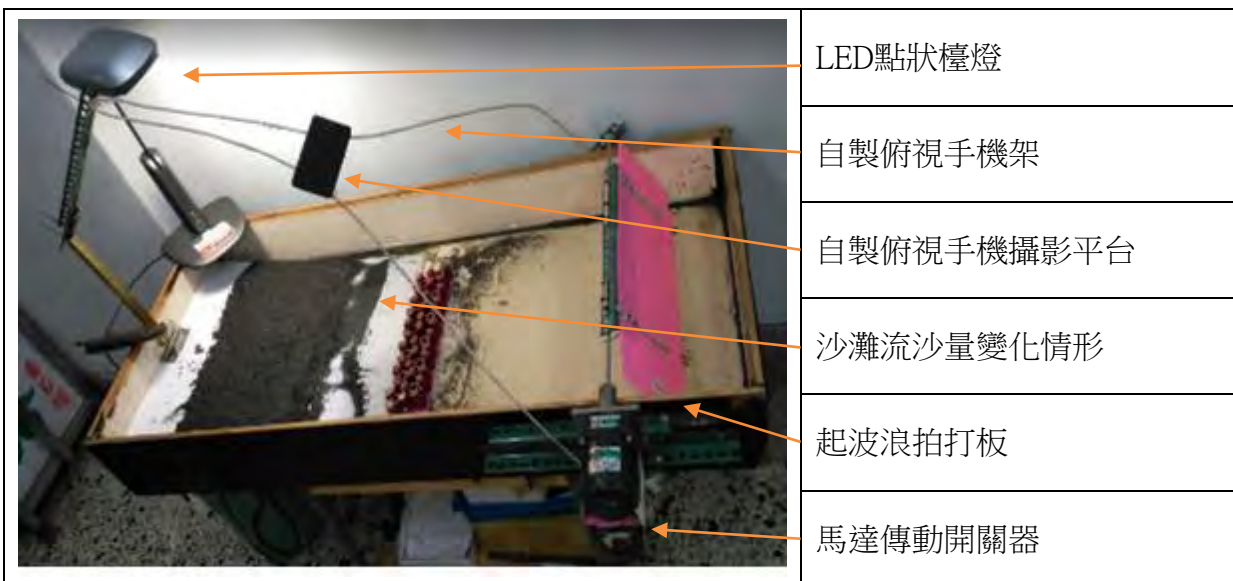 LED點狀檯燈
自製俯視手機架
自製俯視手機攝影平台
沙灘流沙量變化情形
起波浪拍打板
馬達傳動開關器